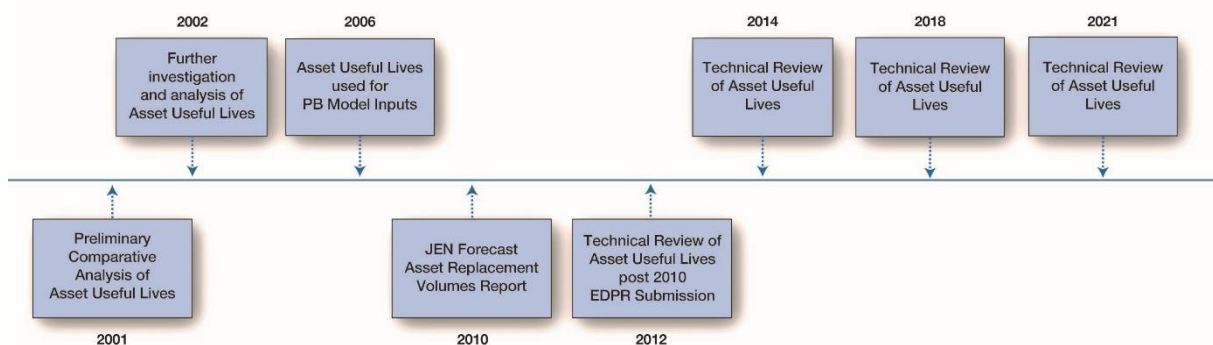 2002
Further
investigation
and analysis of
Asset Useful Lives
2006
Asset Useful Lives
used for
PB Model Inputs
2014
Technical Review
of Asset Useful
Lives
2018
Technical Review
of Asset Useful
Lives
2021
Technical Review
of Asset Useful
Lives
Preliminary
Comparative
Analysis of
Asset Useful Lives
2001
JEN Forecast
Asset Replacement
Volumes Report
2010
Technical Review of
Asset Useful Lives
post 2010
EDPR Submission
2012